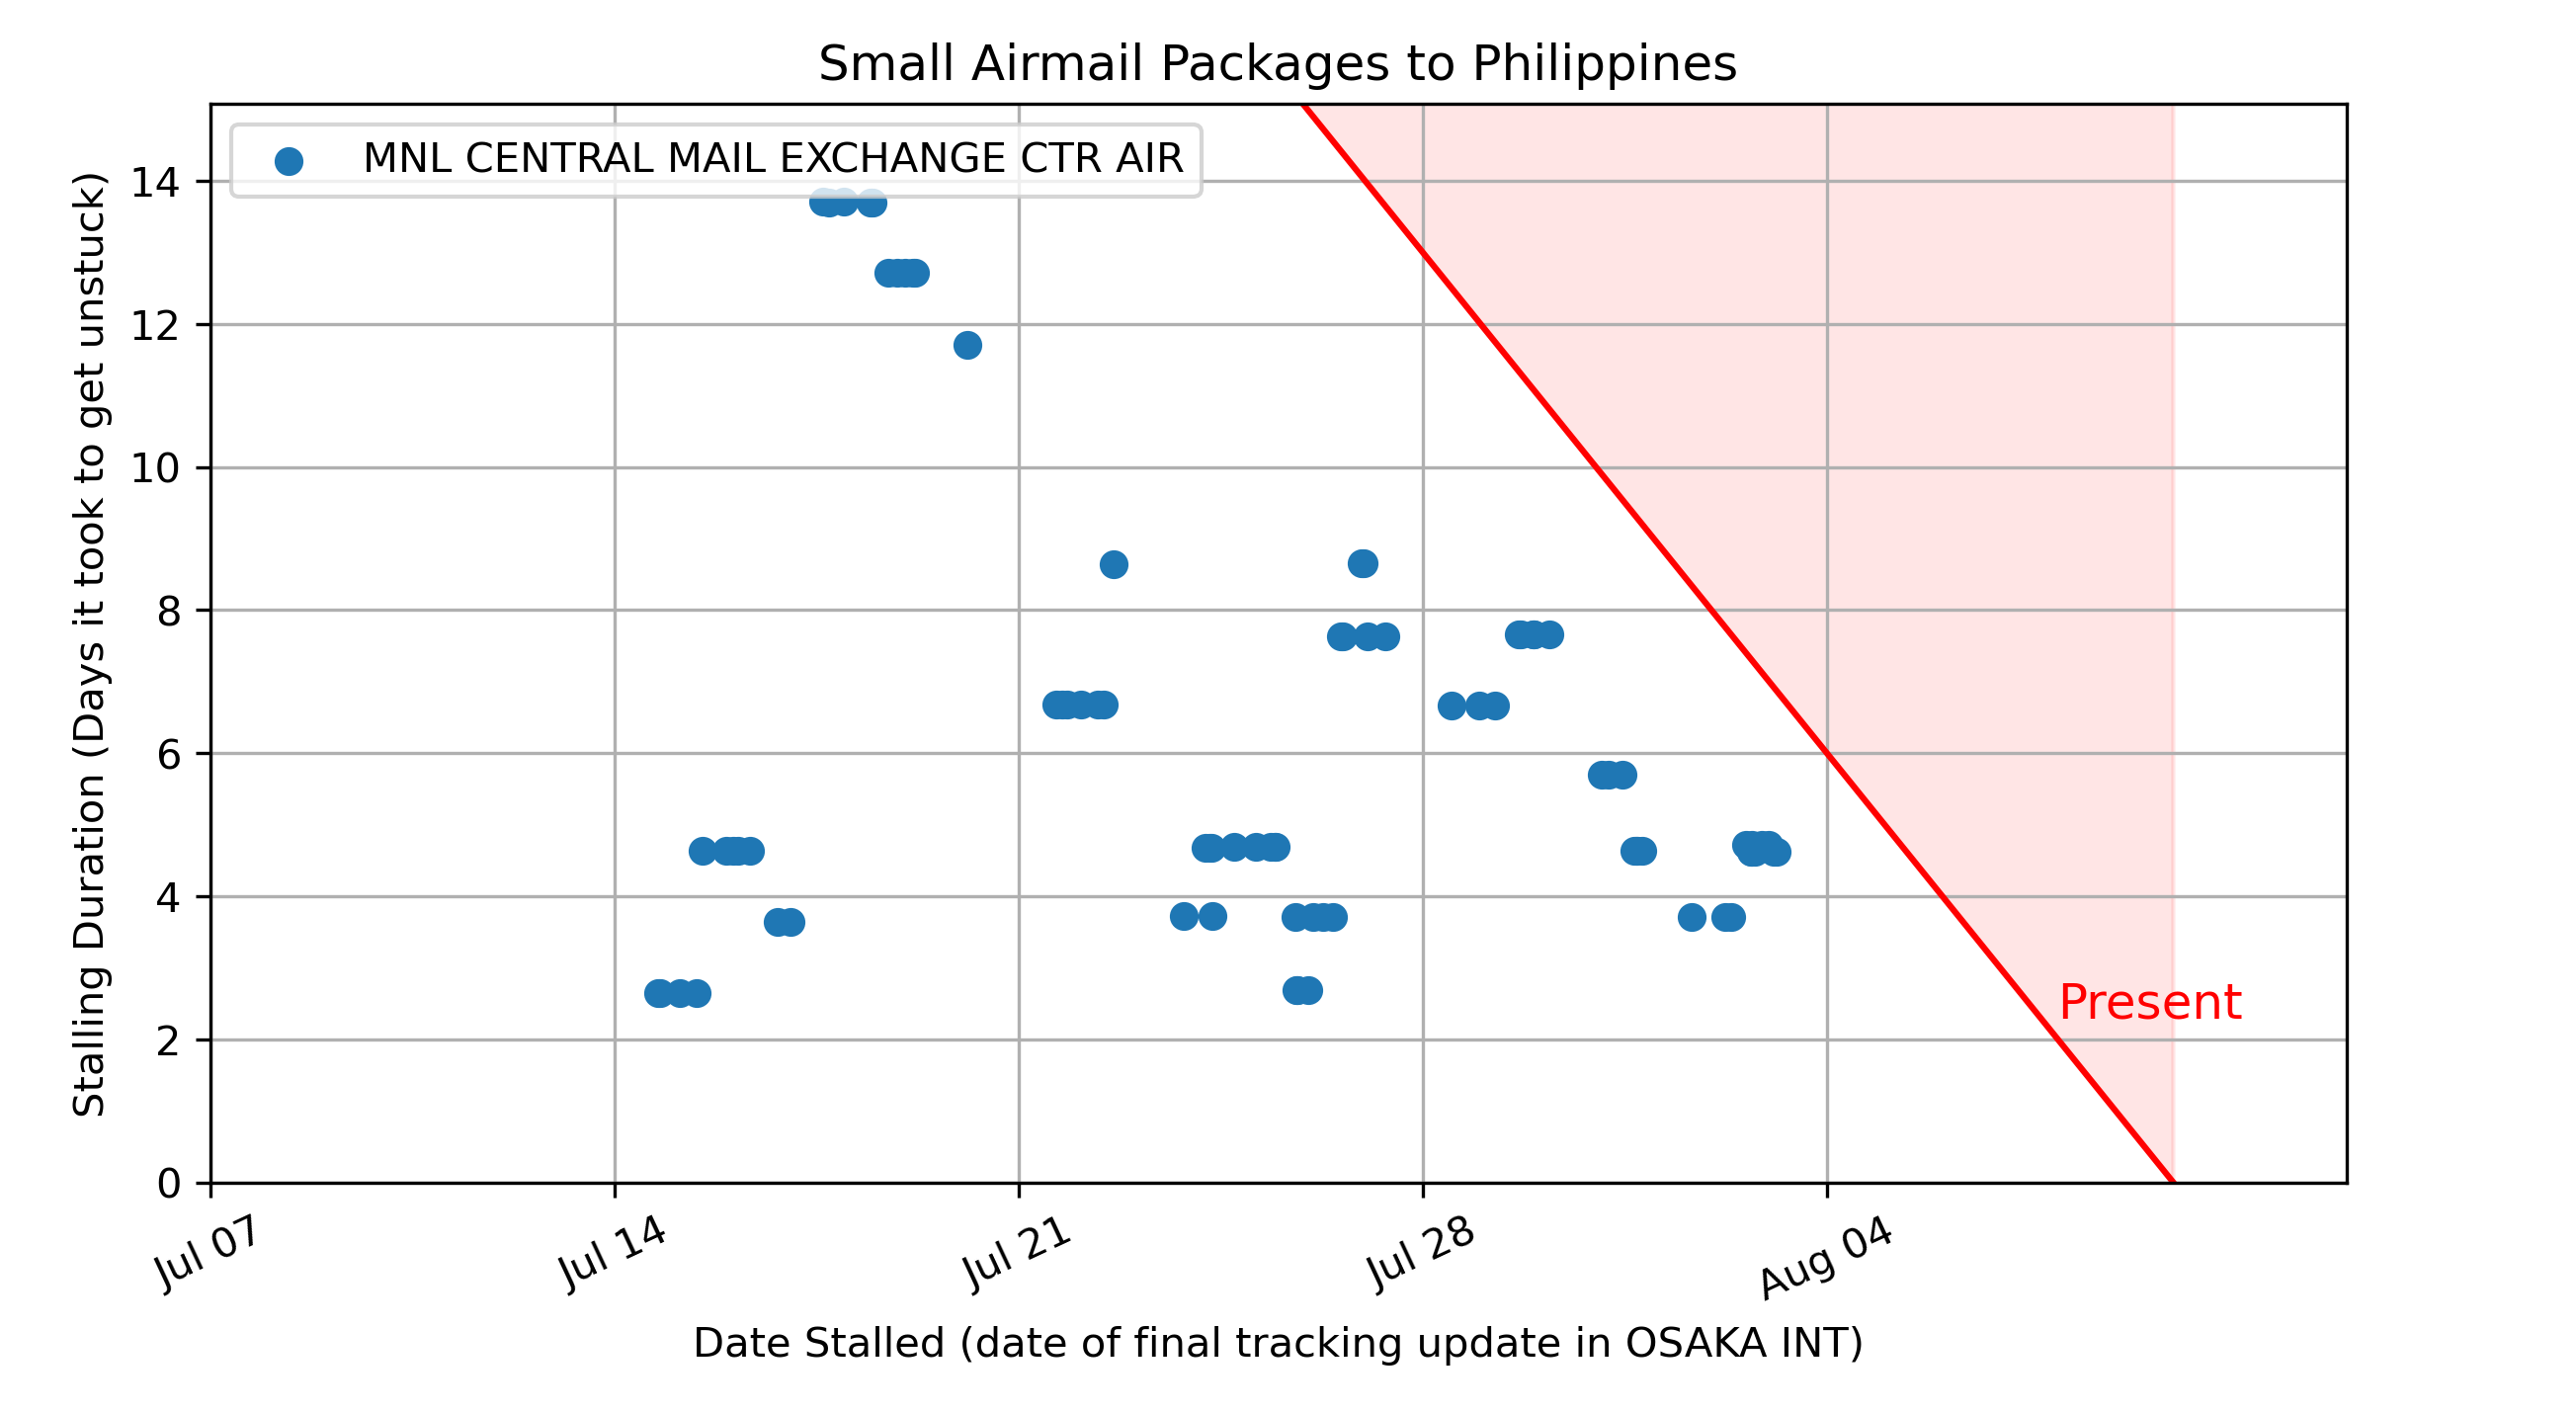 Small Airmail Packages to Philippines
MNL CENTRAL MAIL EXCHANGE CTR AIR
Stalling Duration (Days it took to get unstuck)
14
12
10
8
6
4
2
0
Present
Jul 07
Jul 14
Jul 21
Jul 28
Aug 04
Date Stalled (date of final tracking update in OSAKA INT)